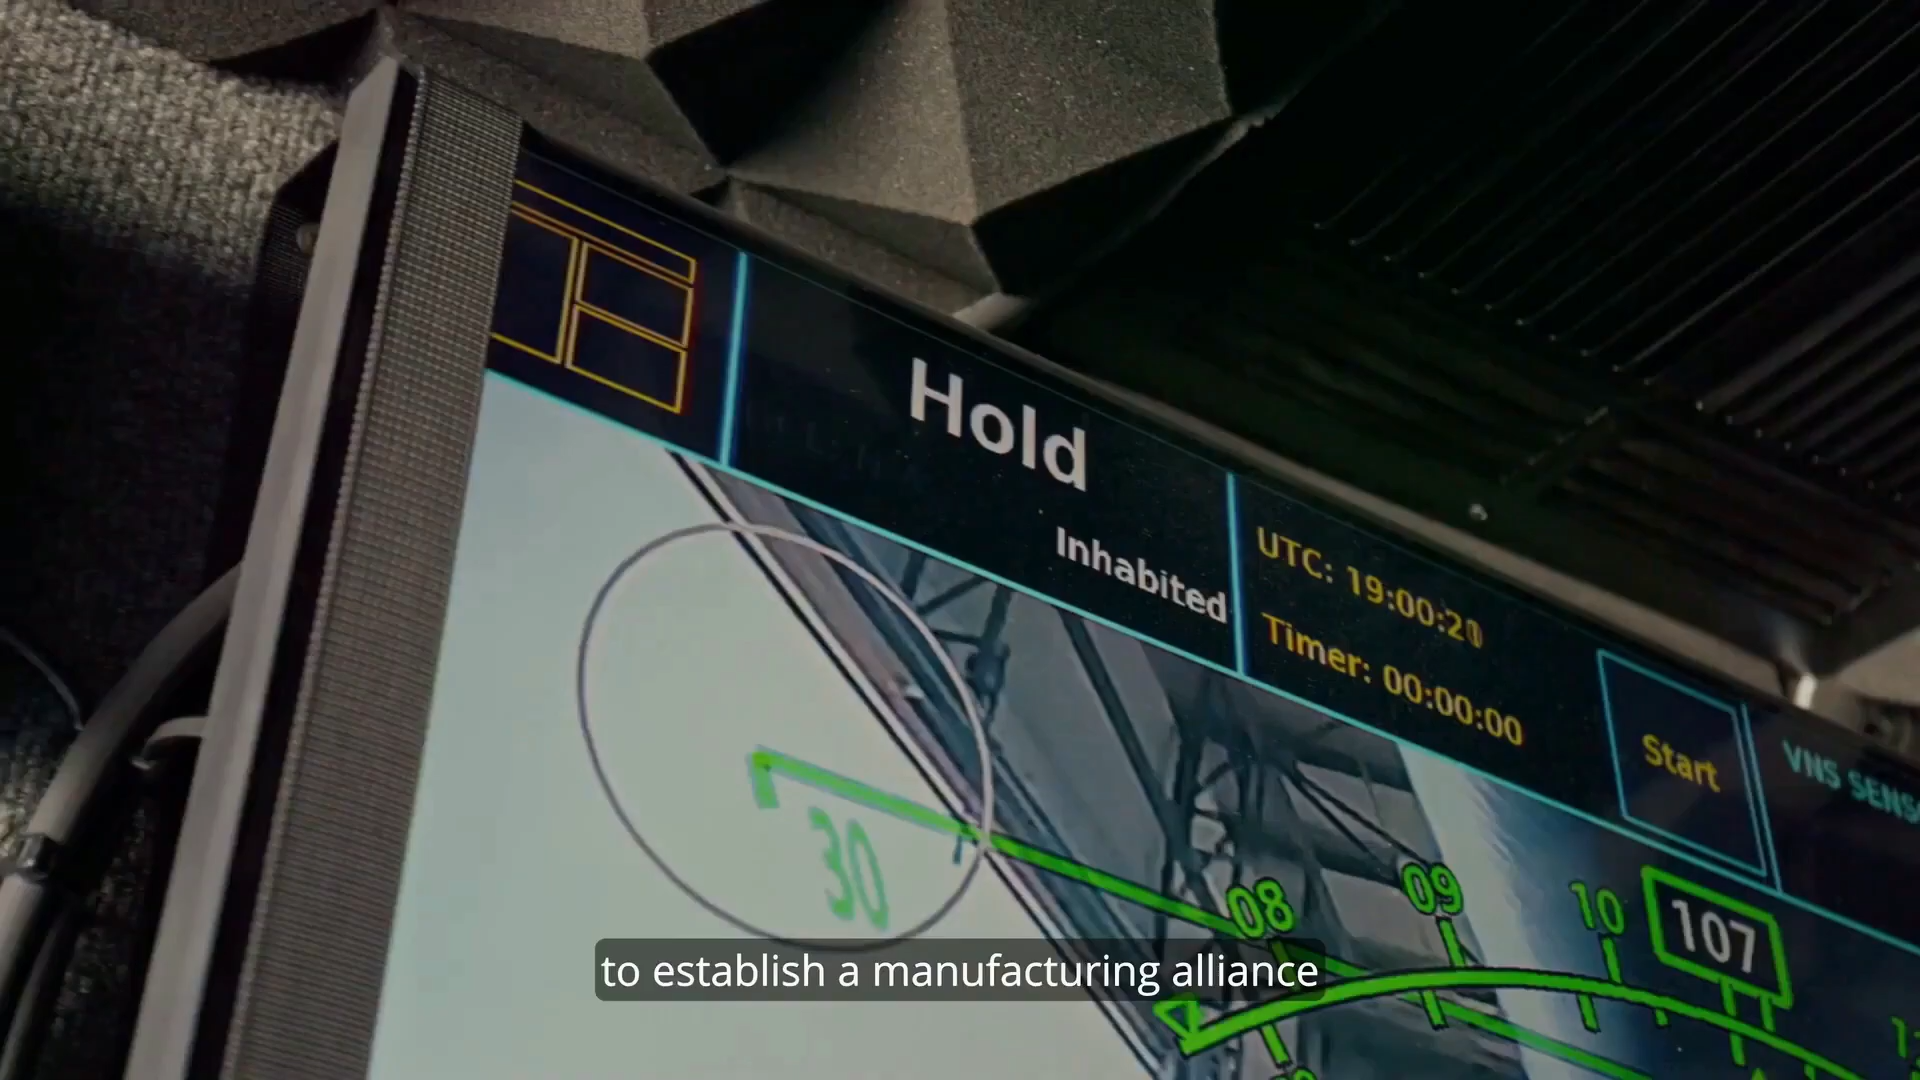 Hold
Inhabited
UTC: 19:00:20
Timer: 00:00:00
Start
VNS
30
08
09
10
107
to establish a manufacturing alliance